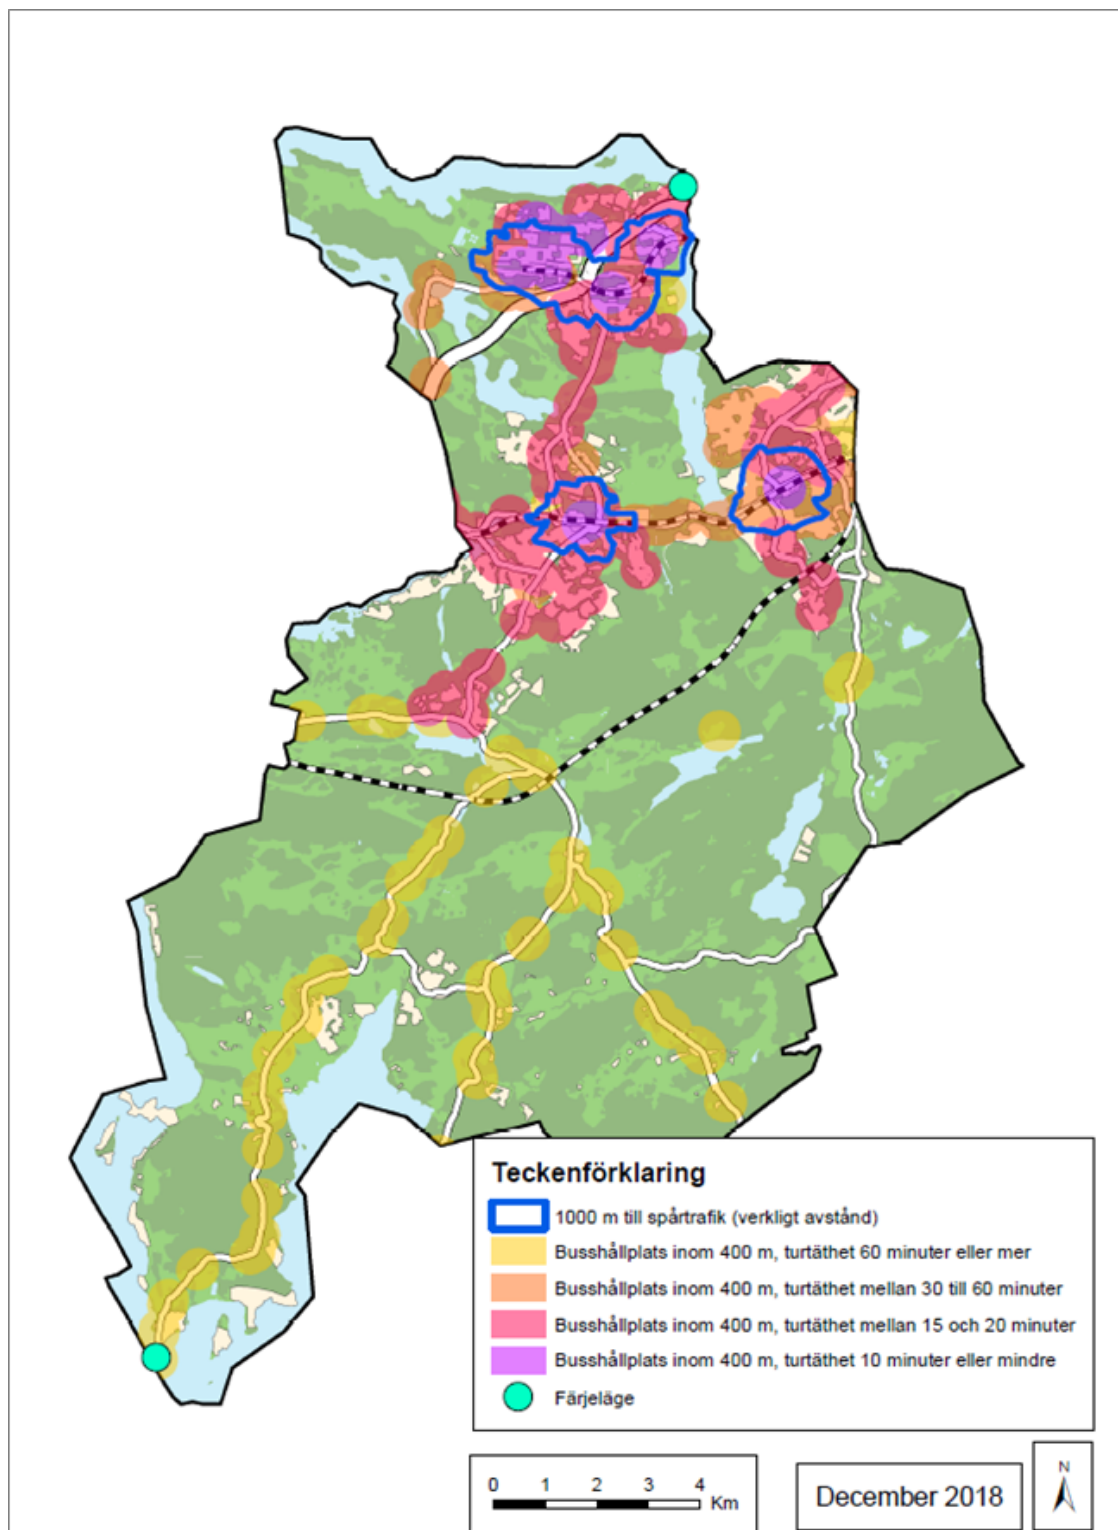 Teckenförklaring
1000 m till spårtrafik (verkligt avstånd)
Busshållplats inom 400 m, turtäthet 60 minuter eller mer
Busshållplats inom 400 m, turtäthet mellan 30 till 60 minuter
Busshållplats inom 400 m, turtäthet mellan 15 och 20 minuter
Busshållplats inom 400 m, turtäthet 10 minuter eller mindre
Färjeläge
0 1 2 3 4
Km
December 2018
N